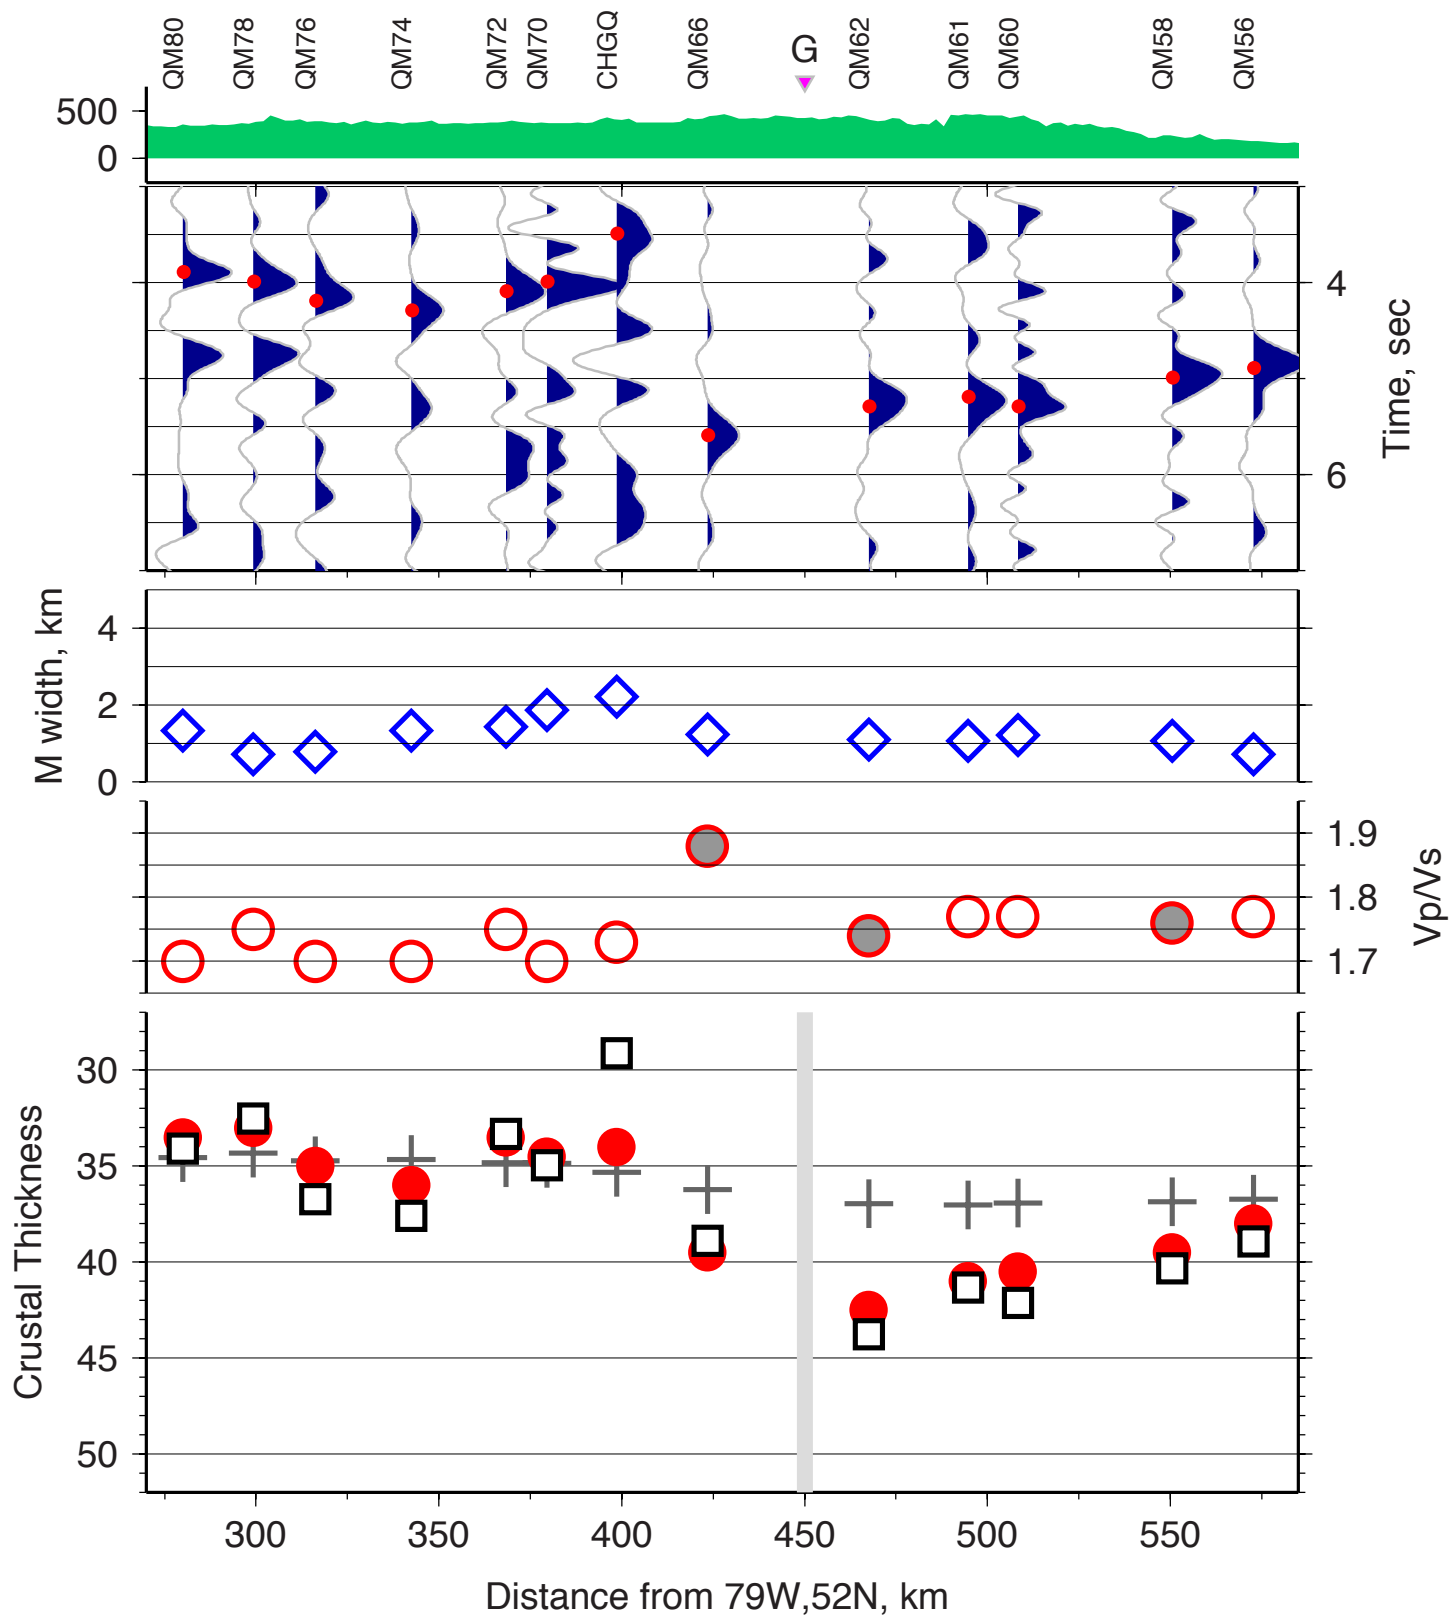 QM80 QM78 QM76 QM74 QM72 QM70 CHGQ QM66 G QM62 QM61 QM60 QM58 QM56
500
0
4
6
Time, sec
M width, km
4
2
0
1.9
1.8
1.7
Vp/Vs
Crustal Thickness
30
35
40
45
50
300 350 400 450 500 550
Distance from 79W,52N, km